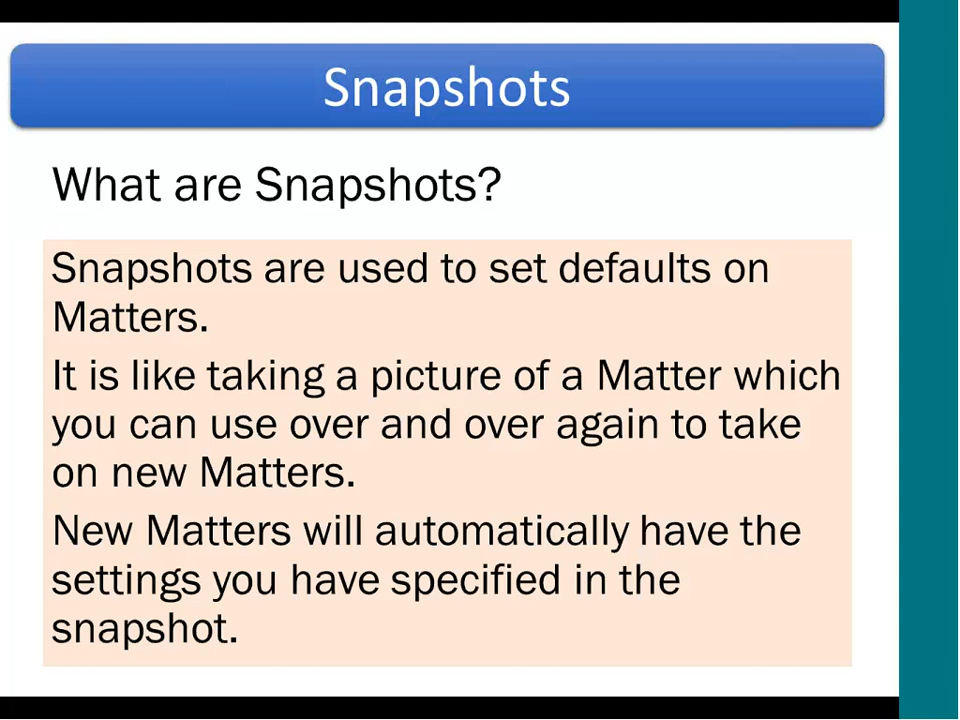 Snapshots
What are Snapshots?
Snapshots are used to set defaults on
Matters.
It is like taking a picture of a Matter which
you can use over and over again to take
on new Matters.
New Matters will automatically have the
settings you have specified in the
snapshot.